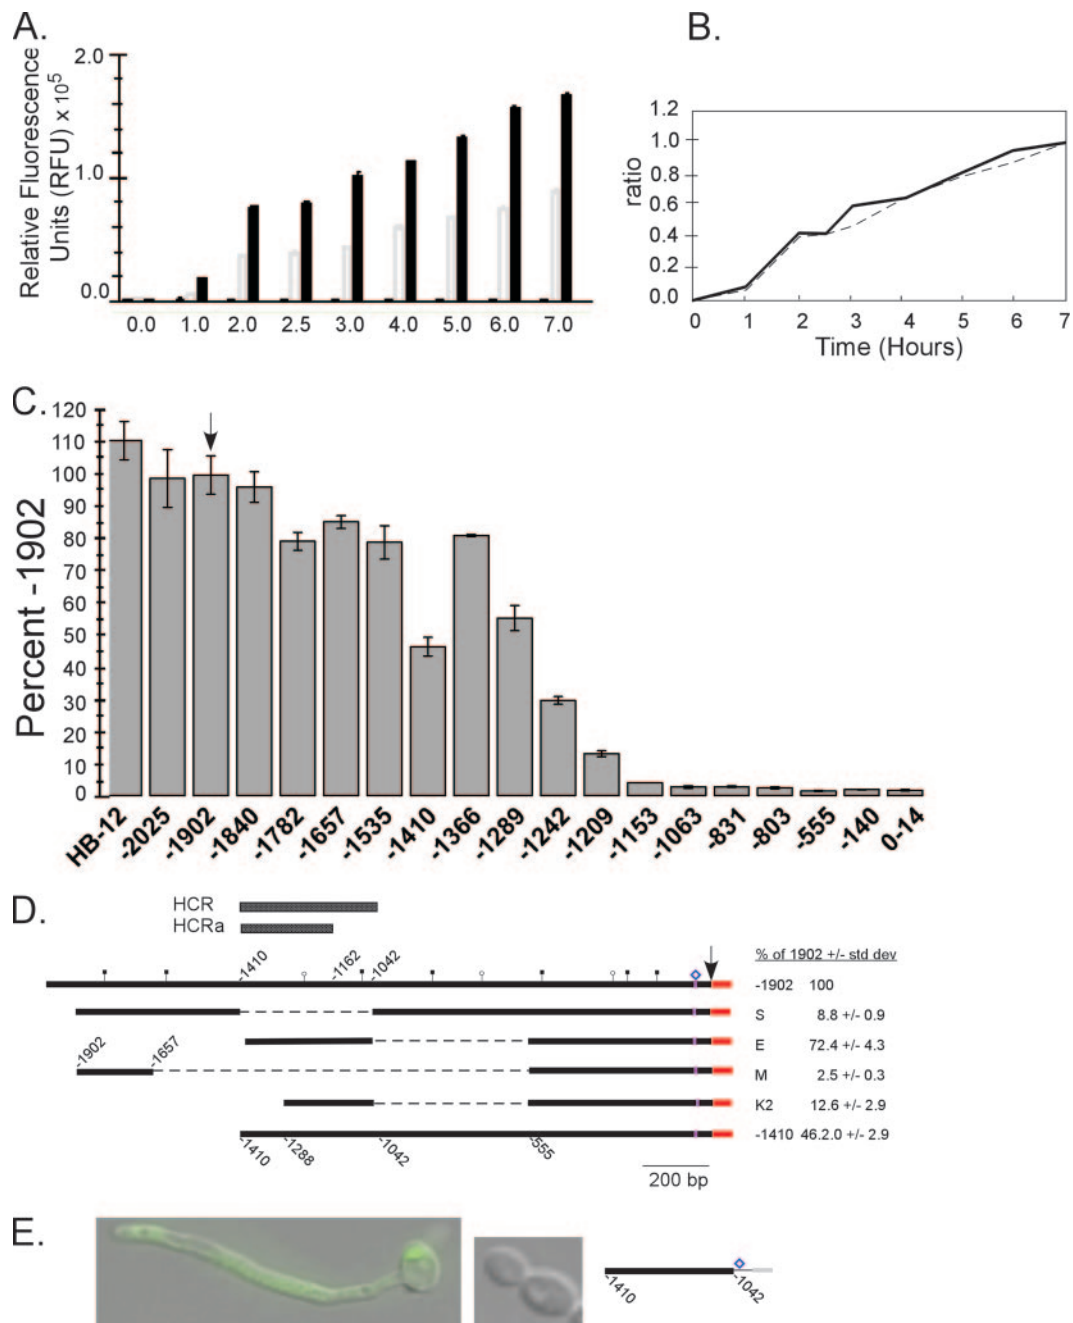 A.
B.
Relative Fluorescence
Units (RFU) x 10⁵
2.0
1.0
0.0
0.0 1.0 2.0 2.5 3.0 4.0 5.0 6.0 7.0
ratio
1.2
1.0
0.8
0.6
0.4
0.2
0.0
0 1 2 3 4 5 6 7
Time (Hours)
C.
Percent -1902
120
110
100
90
80
70
60
50
40
30
20
10
0
HB-12 -2025 -1902 -1840 -1782 -1657 -1535 -1410 -1366 -1289 -1242 -1209 -1153 -1063 -831 -803 -555 -140 0-14
D.
HCR
HCRa
-1410 -1162 -1042
% of 1902 +/- std dev
-1902 100
S 8.8 +/- 0.9
E 72.4 +/- 4.3
-1902 -1657
M 2.5 +/- 0.3
K2 12.6 +/- 2.9
-1410 46.2.0 +/- 2.9
-1410 -1288 -1042 -555
200 bp
E.
-1410 -1042